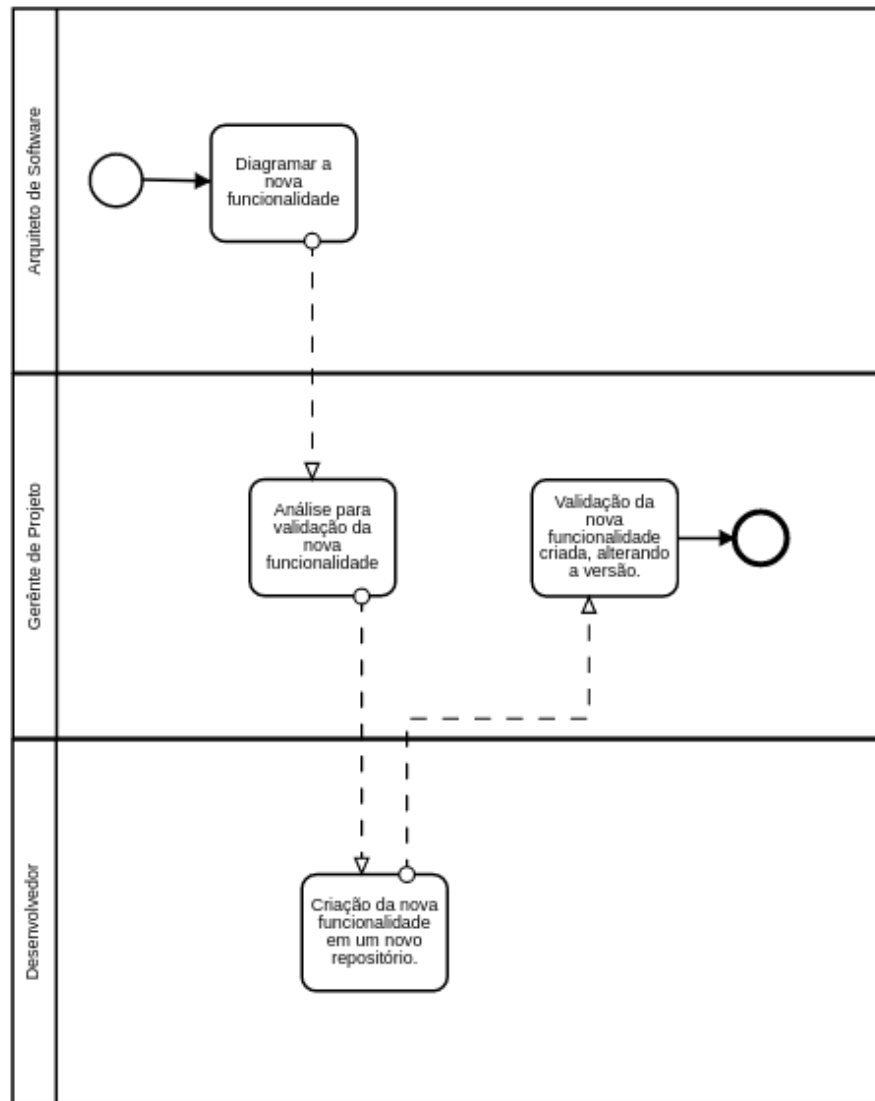 Arquiteto de Software
Diagramar a
nova
funcionalidade
Gerênte de Projeto
Análise para
validação da
nova
funcionalidade
Validação da
nova
funcionalidade
criada, alterando
a versão.
Desenvolvedor
Criação da nova
funcionalidade
em um novo
repositório.